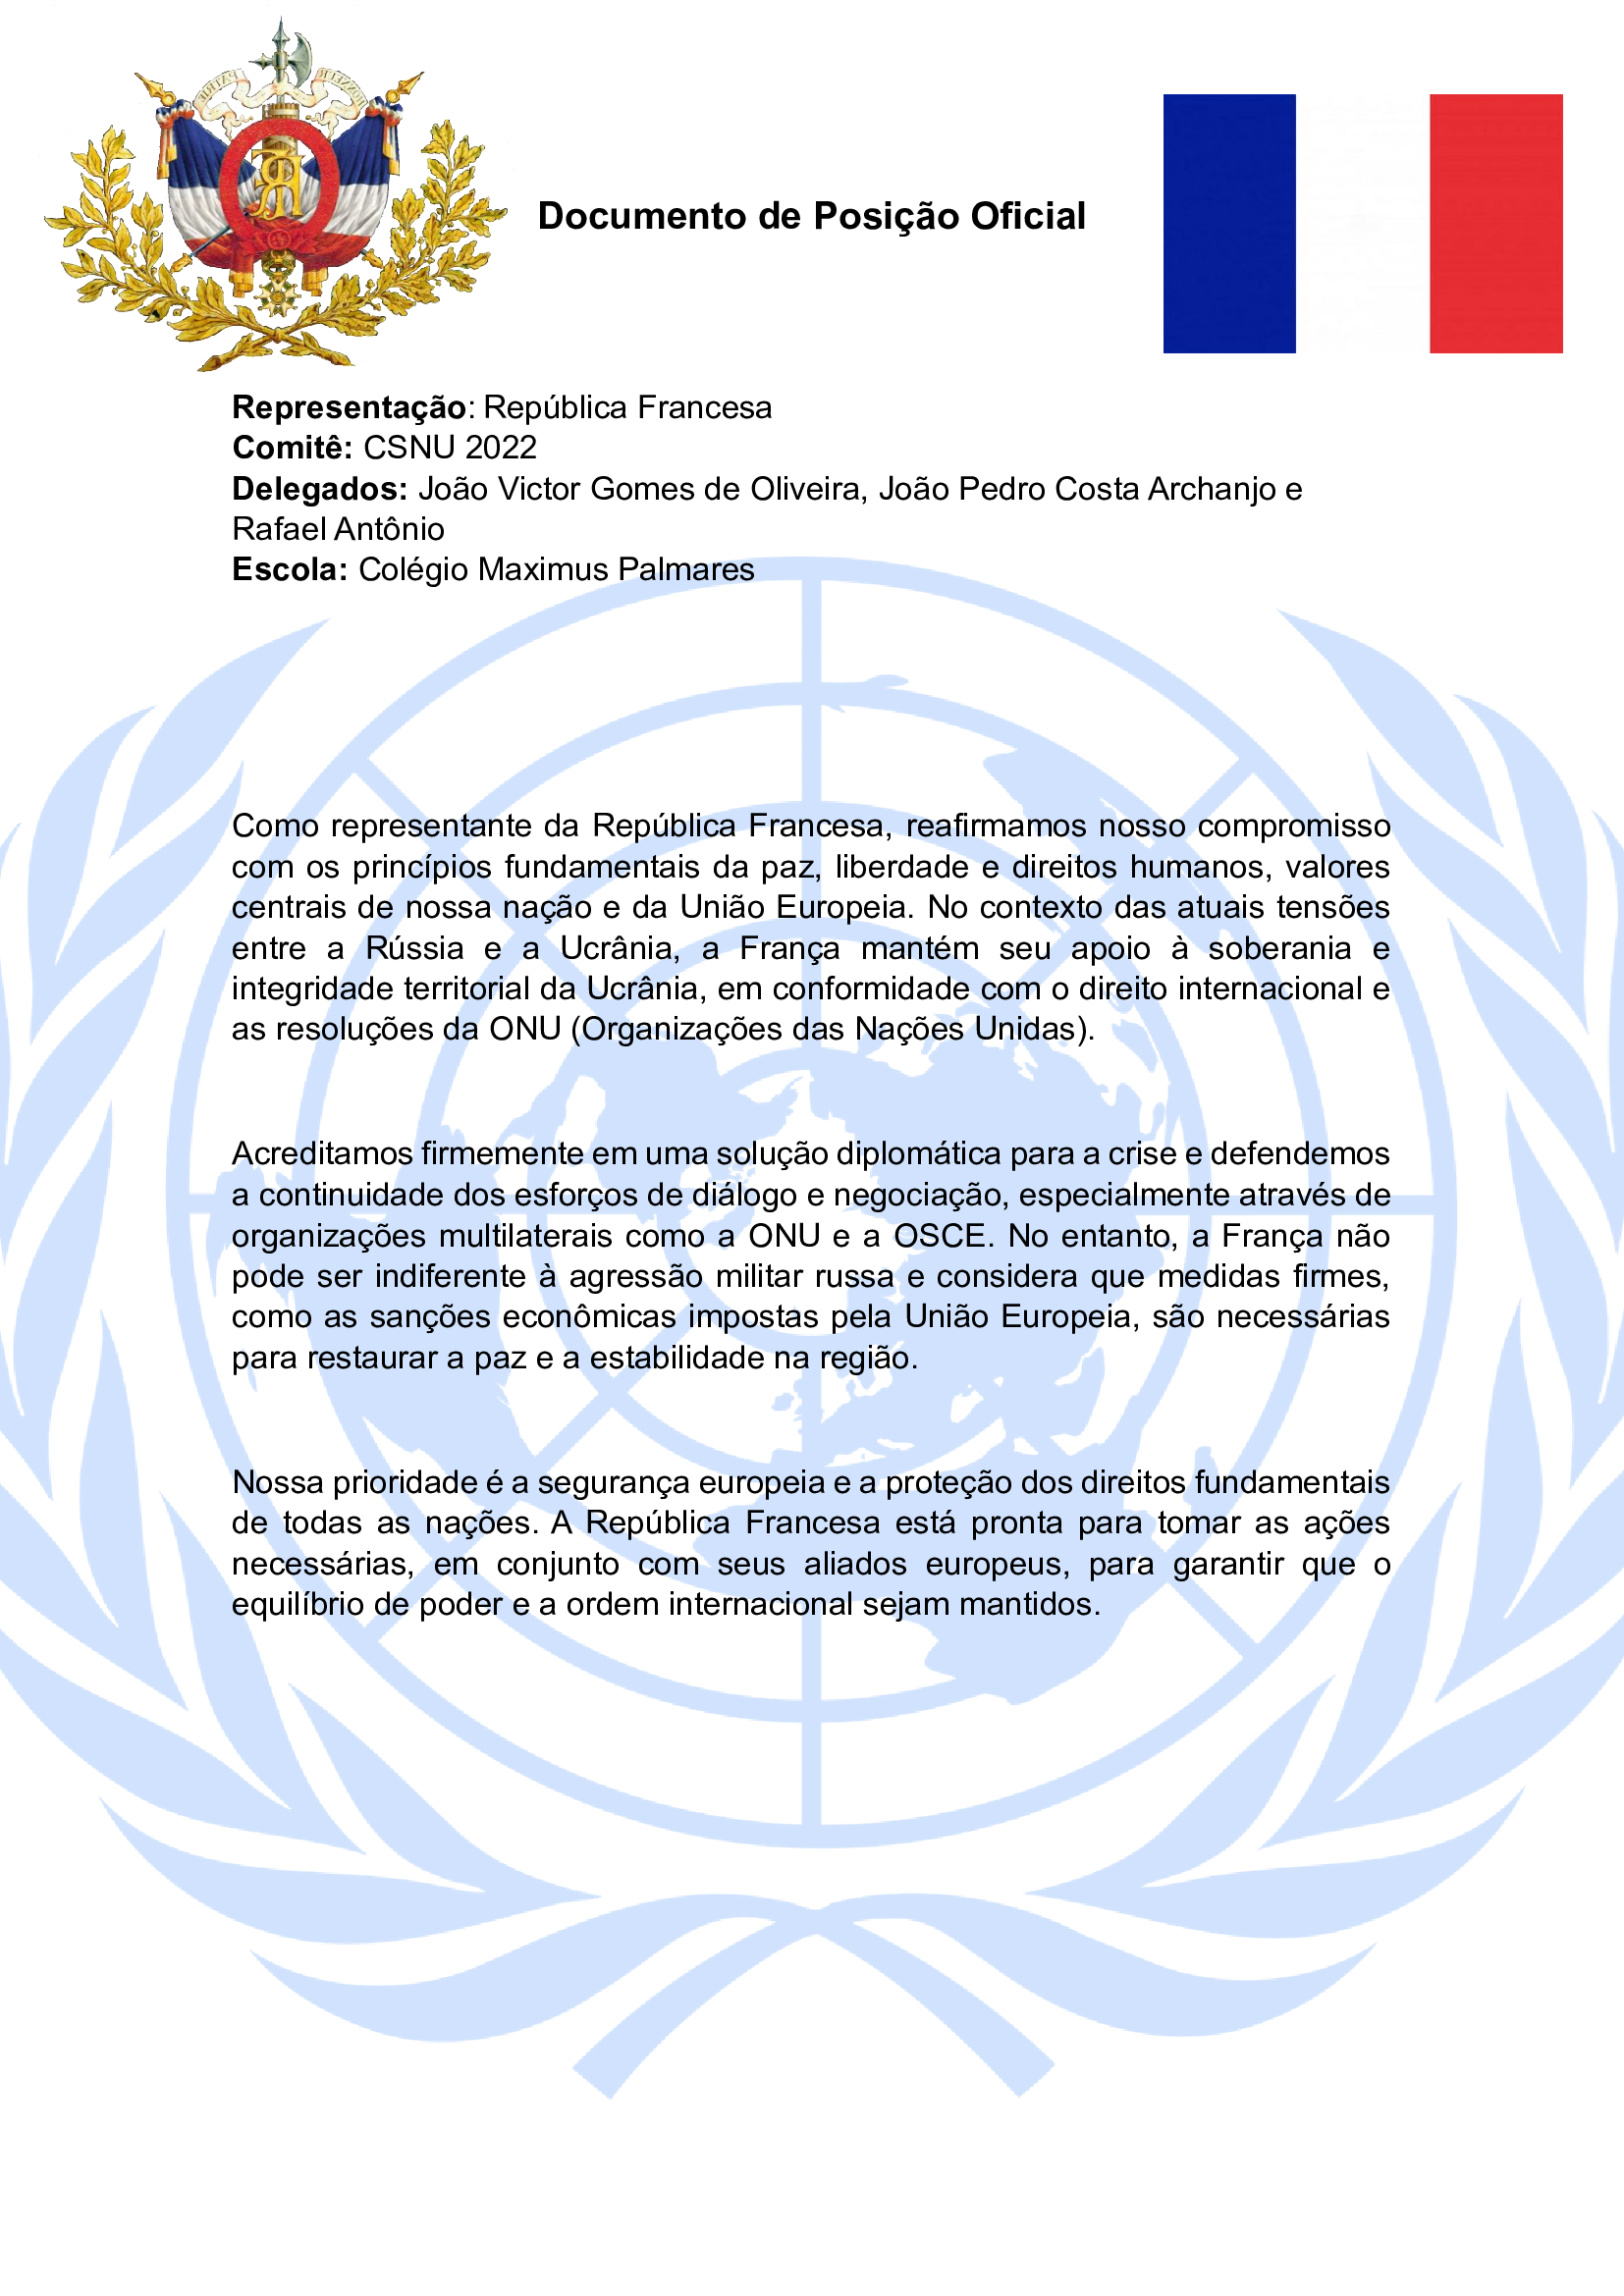 Documento de Posição Oficial
Representação: República Francesa
Comitê: CSNU 2022
Delegados: João Victor Gomes de Oliveira, João Pedro Costa Archanjo e
Rafael Antônio
Escola: Colégio Maximus Palmares
Como representante da República Francesa, reafirmamos nosso compromisso
com os princípios fundamentais da paz, liberdade e direitos humanos, valores
centrais de nossa nação e da União Europeia. No contexto das atuais tensões
entre a Rússia e a Ucrânia, a França mantém seu apoio à soberania e
integridade territorial da Ucrânia, em conformidade com o direito internacional e
as resoluções da ONU (Organizações das Nações Unidas).
Acreditamos firmemente em uma solução diplomática para a crise e defendemos
a continuidade dos esforços de diálogo e negociação, especialmente através de
organizações multilaterais como a ONU e a OSCE. No entanto, a França não
pode ser indiferente à agressão militar russa e considera que medidas firmes,
como as sanções econômicas impostas pela União Europeia, são necessárias
para restaurar a paz e a estabilidade na região.
Nossa prioridade é a segurança europeia e a proteção dos direitos fundamentais
de todas as nações. A República Francesa está pronta para tomar as ações
necessárias, em conjunto com seus aliados europeus, para garantir que o
equilíbrio de poder e a ordem internacional sejam mantidos.